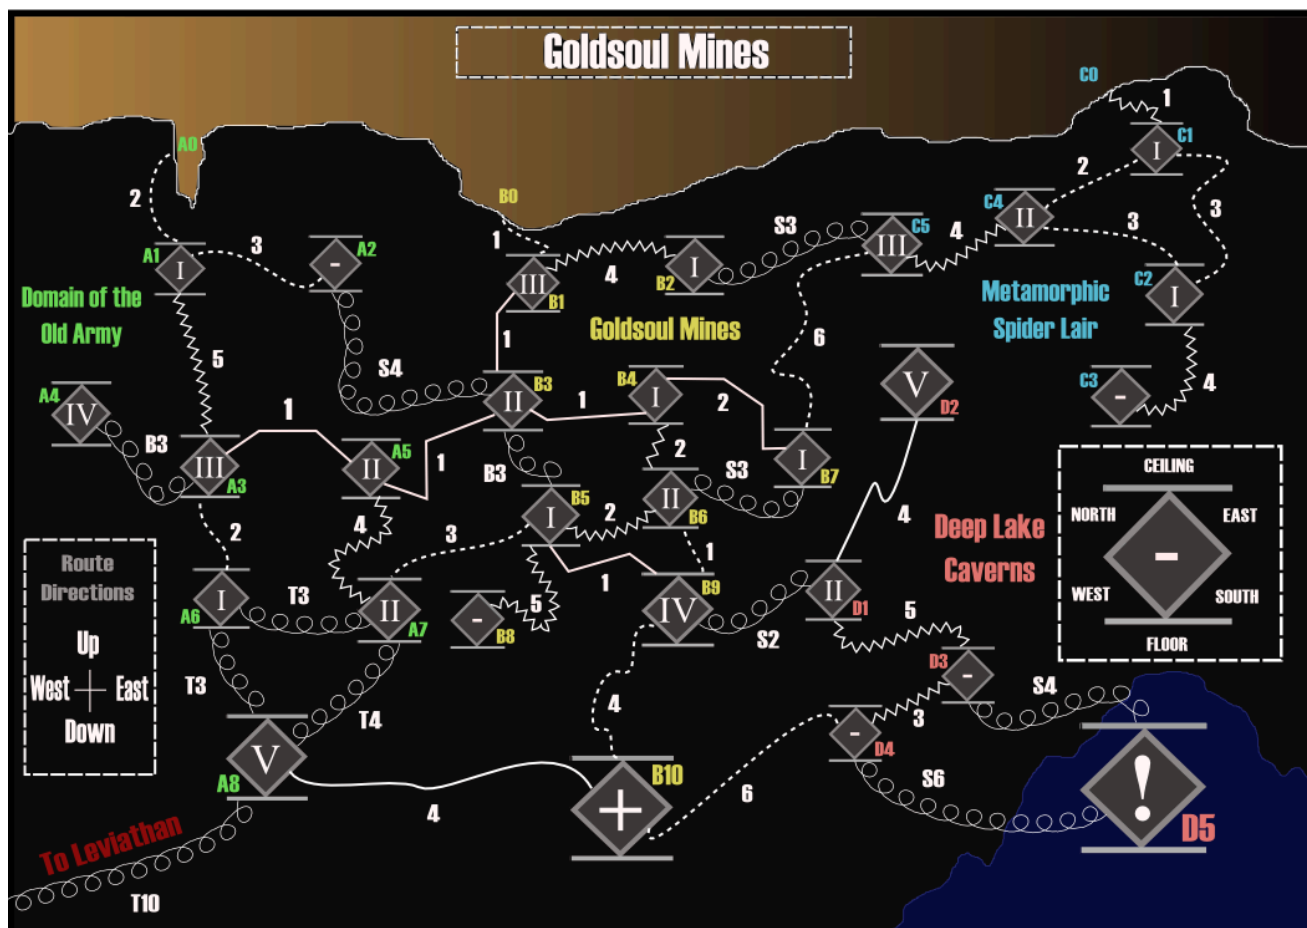 Goldsoul Mines
C0
1
A0
C1
I
2
2
B0
C4
II
3
S3
C5
III
4
3
A1
I
3
A2
-
1
4
B2
I
C2
I
III
B1
Domain of the
Old Army
Goldsoul Mines
Metamorphic
Spider Lair
5
1
6
S4
B3
II
B4
I
1
2
V
D2
C3
-
4
A4
IV
1
B3
III
A3
A5
II
1
B3
2
S3
I
B7
CEILING
NORTH
EAST
-
WEST
SOUTH
FLOOR
B5
I
2
II
B6
4
Deep Lake
Caverns
2
4
3
1
1
Route
Directions
Up
West
East
Down
I
A6
T3
II
A7
5
-
B8
B9
IV
S2
II
D1
5
D3
-
S4
T3
T4
4
3
-
D4
V
A8
4
B10
+
6
S6
!
D5
To Leviathan
T10